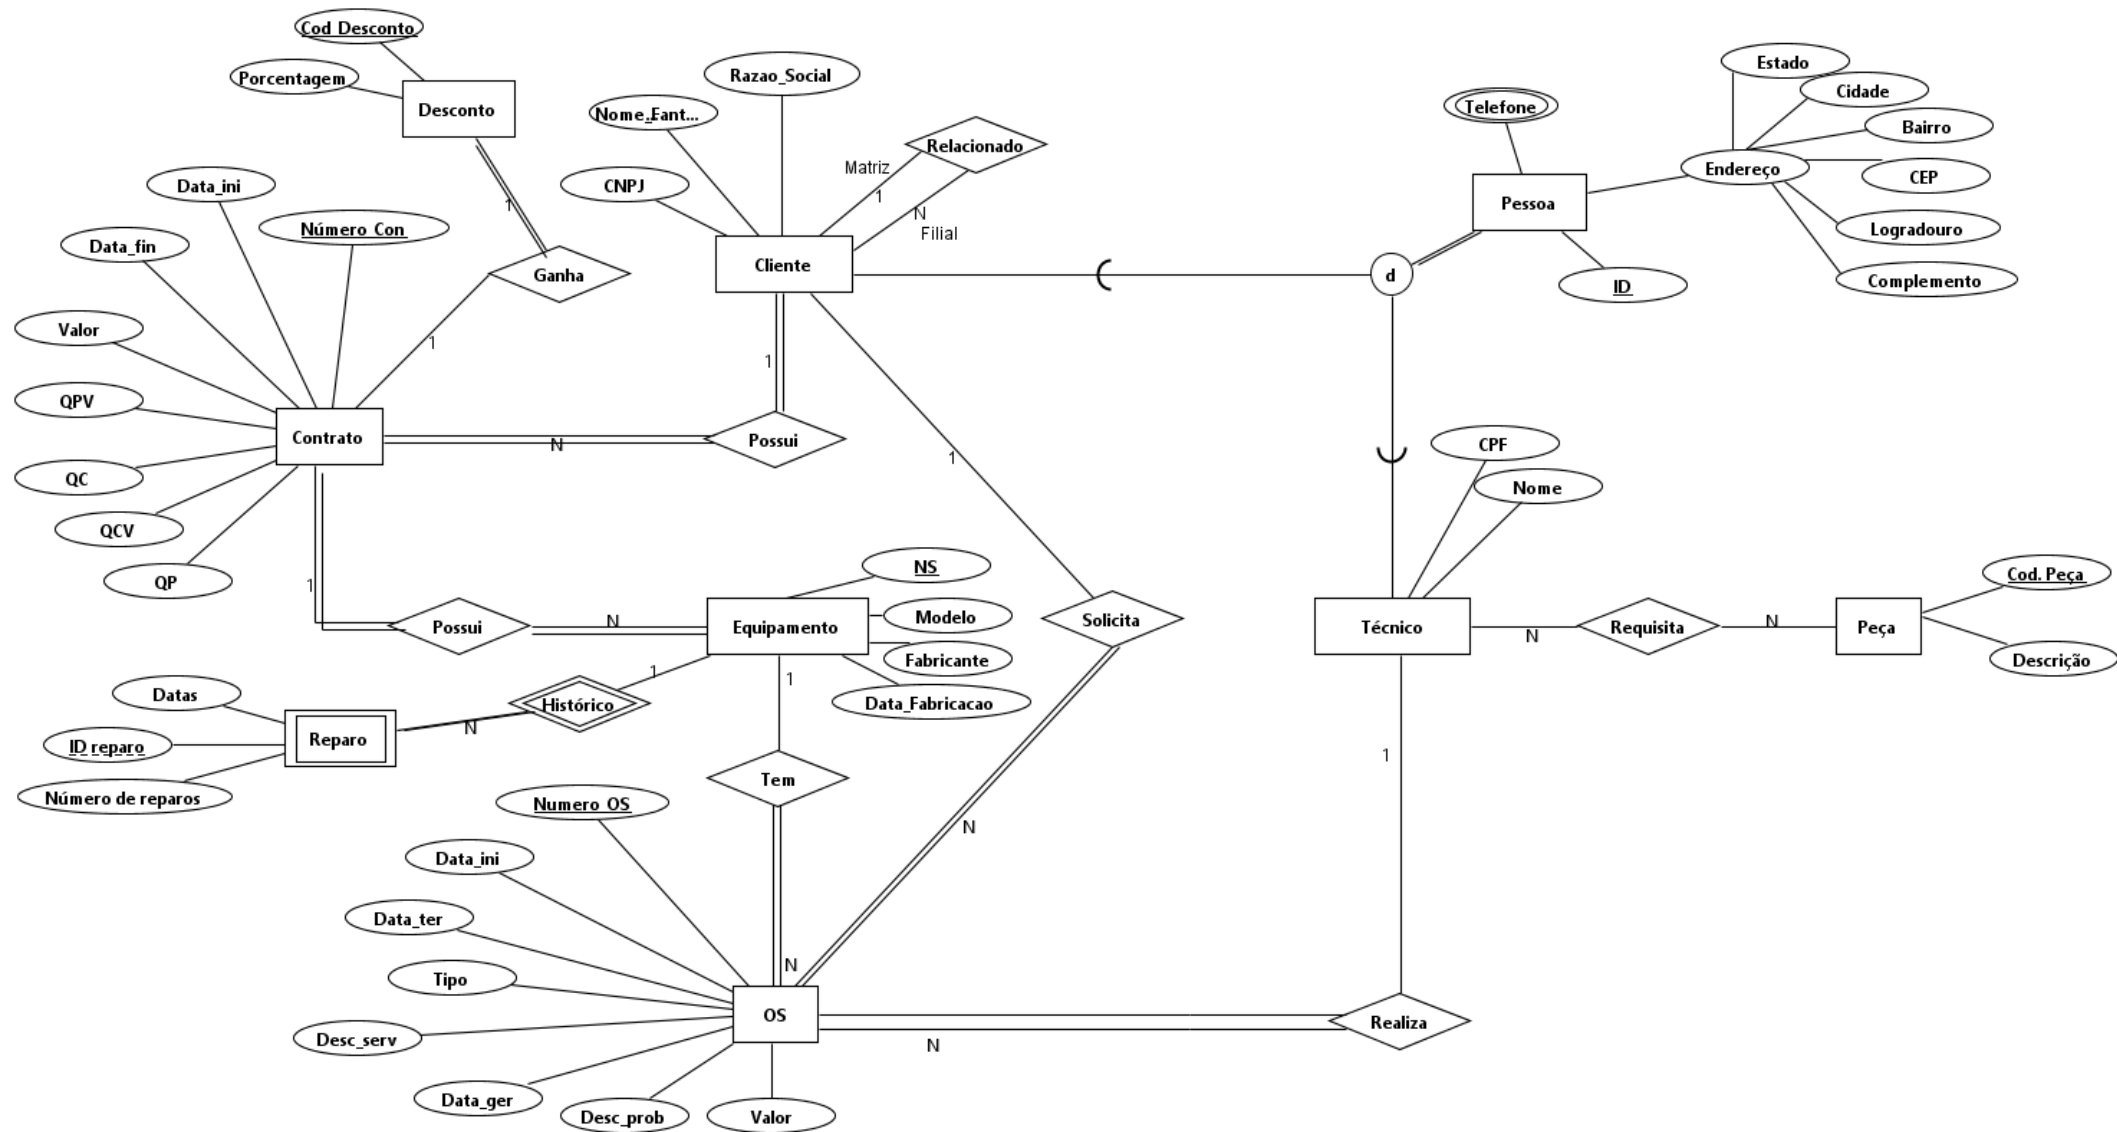 Cod_Desconto
Porcentagem
Desconto
Razao_Social
Nome_Fant...
CNPJ
Relacionado
Matriz
1
N
Filial
Cliente
Telefone
Estado
Cidade
Bairro
CEP
Endereço
Logradouro
Complemento
Pessoa
ID
d
Data_ini
Data_fin
Número_Con
1
Ganha
1
Valor
QPV
QC
QCV
QP
Contrato
N
Possui
1
1
CPF
Nome
1
Possui
N
NS
Modelo
Fabricante
Data_Fabricacao
Equipamento
Solicita
Técnico
N
Requisita
N
Peça
Cod. Peça
Descrição
Datas
ID reparo
Número de reparos
Reparo
N
Histórico
1
1
Tem
1
Numero_OS
Data_ini
Data_ter
Tipo
Desc_serv
Data_ger
Desc_prob
Valor
N
N
OS
N
Realiza